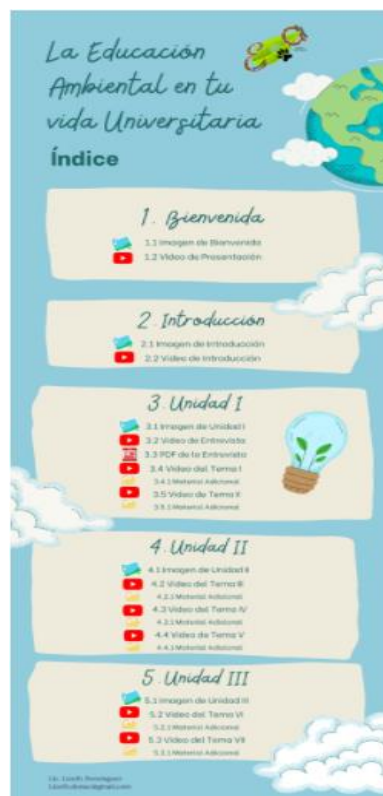 La Educación
Ambiental en tu
vida Universitaria
Índice
1. Bienvenida
1.1 Imagen de Bienvenida
1.2 Video de Presentación
2. Introducción
2.1 Imagen de Introducción
2.2 Video de Introducción
3. Unidad I
3.1 Imagen de Unidad I
3.2 Video de Entrevista
3.3 PDF de la Entrevista
3.4 Video del Tema I
3.4.1 Material Adicional
3.5 Video de Tema II
3.5.1 Material Adicional
4. Unidad II
4.1 Imagen de Unidad II
4.2 Video del Tema III
4.2.1 Material Adicional
4.3 Video del Tema IV
4.3.1 Material Adicional
4.4 Video de Tema V
4.4.1 Material Adicional
5. Unidad III
5.1 Imagen de Unidad III
5.2 Video del Tema VI
5.2.1 Material Adicional
5.3 Video del Tema VII
5.3.1 Material Adicional
Lic. Lizeth